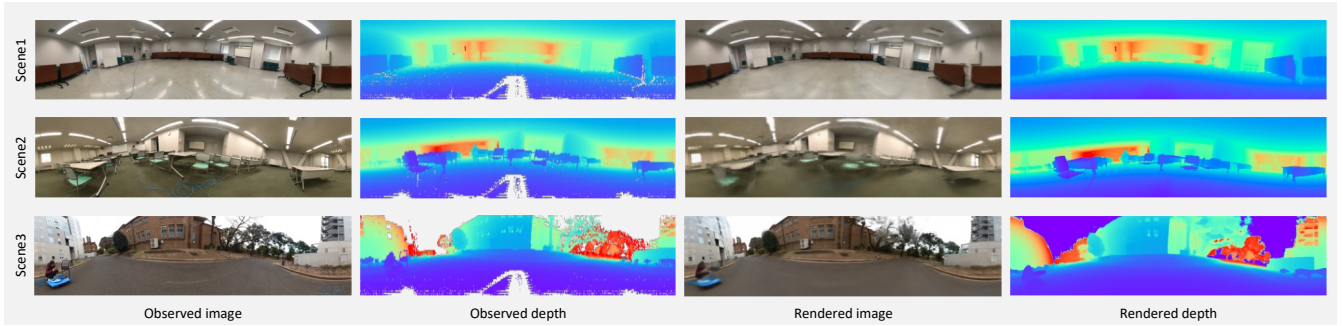 Scene1
Scene2
Scene3
Observed image Observed depth Rendered image Rendered depth